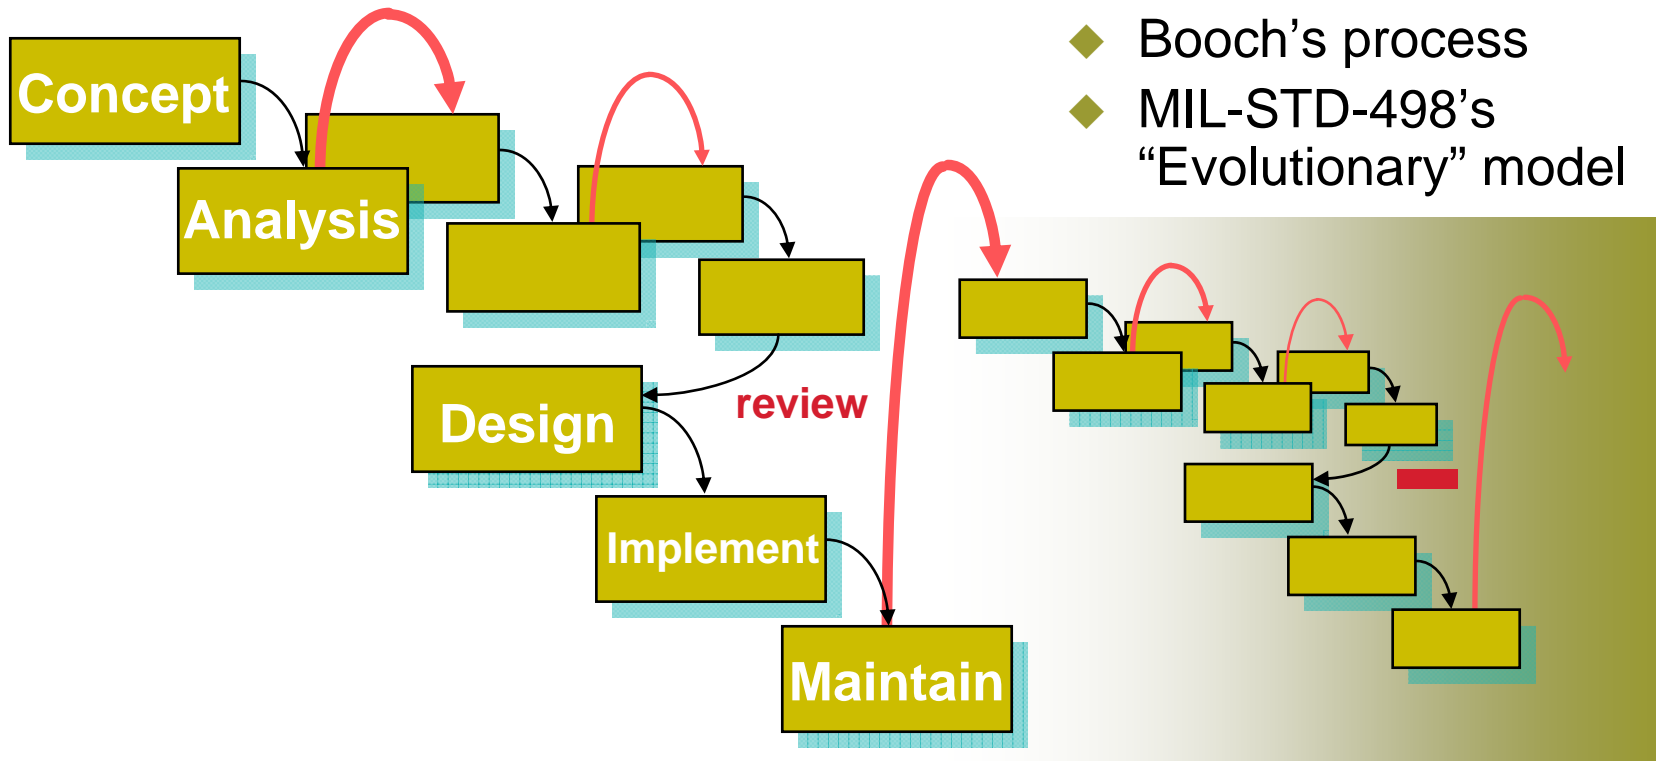 Booch’s process
MIL-STD-498’s
“Evolutionary” model
Concept
Analysis
Design
review
Implement
Maintain